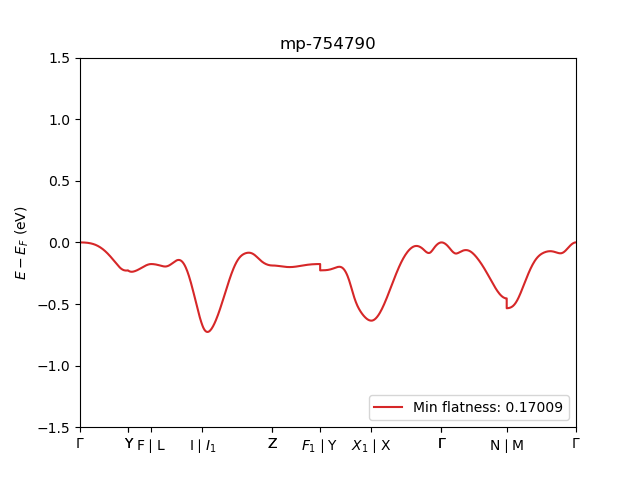 mp-754790
E − E_F (eV)
1.5
1.0
0.5
0.0
−0.5
−1.0
−1.5
Min flatness: 0.17009
Γ Y F | L I | I₁ Z F₁ | Y X₁ | X Γ N | M Γ